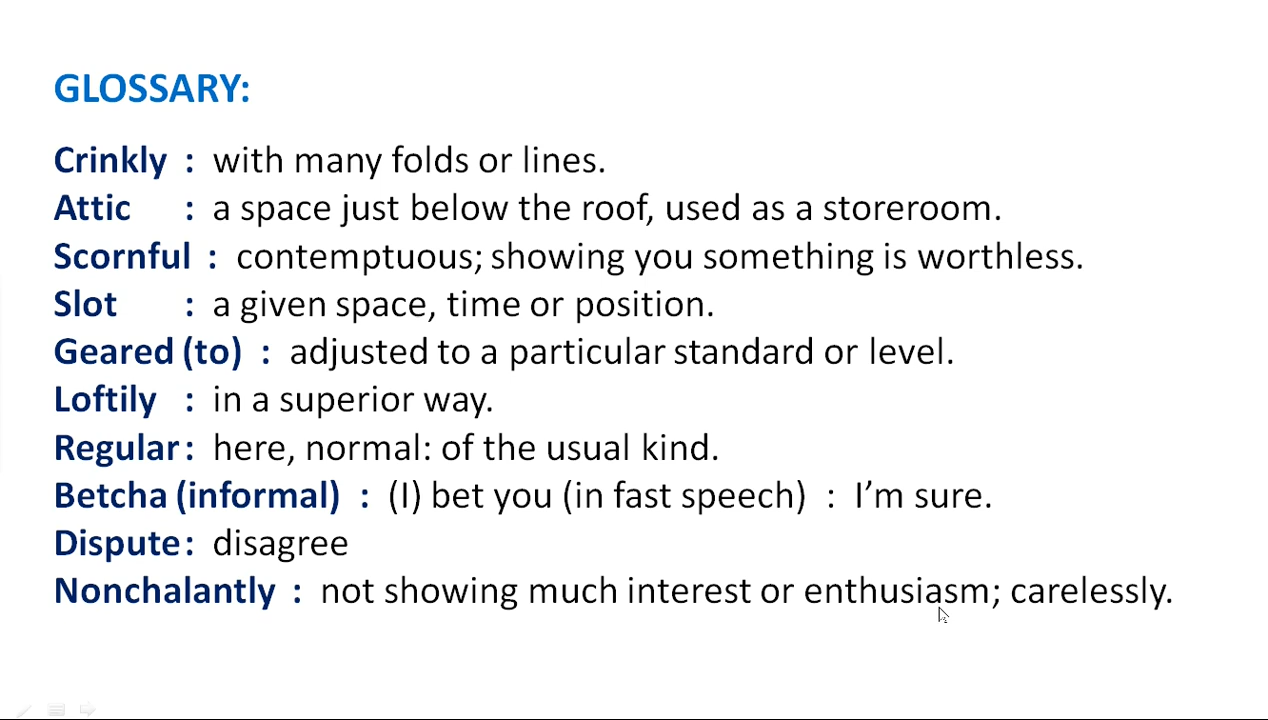 GLOSSARY:
Crinkly : with many folds or lines.
Attic : a space just below the roof, used as a storeroom.
Scornful : contemptuous; showing you something is worthless.
Slot : a given space, time or position.
Geared (to) : adjusted to a particular standard or level.
Loftily : in a superior way.
Regular : here, normal: of the usual kind.
Betcha (informal) : (I) bet you (in fast speech) : I’m sure.
Dispute : disagree
Nonchalantly : not showing much interest or enthusiasm; carelessly.